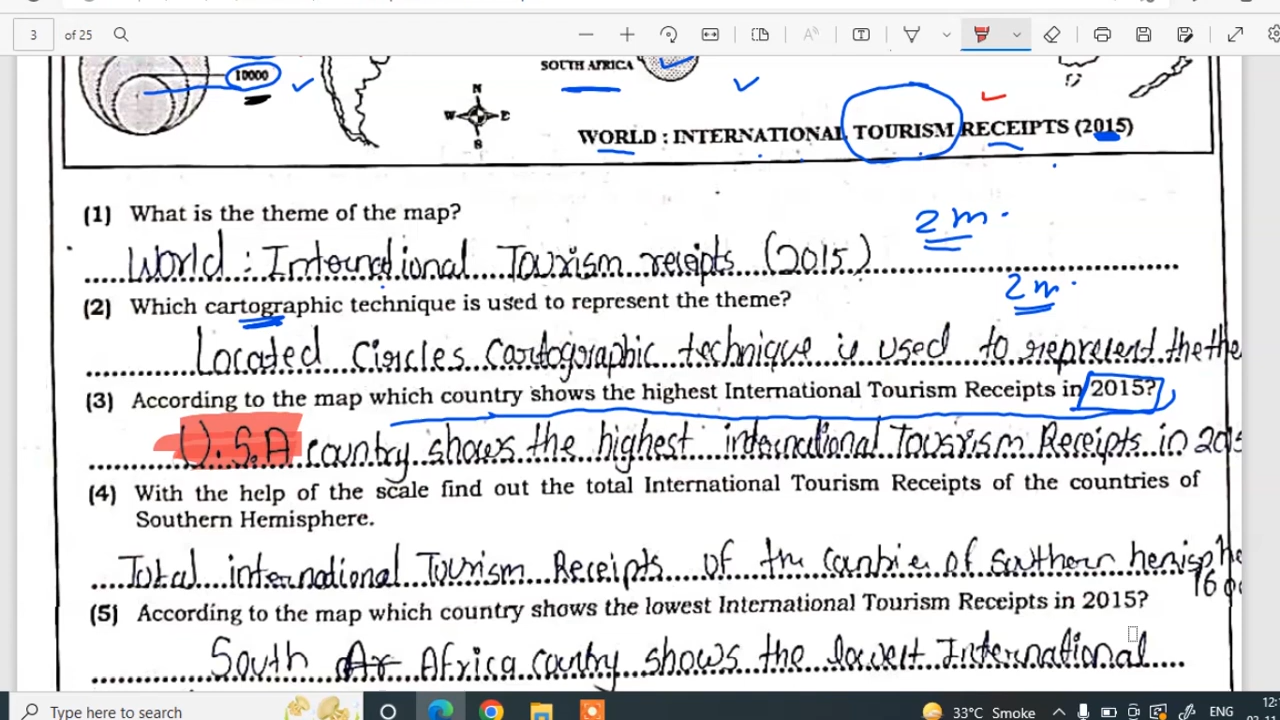 3 of 25
10000
SOUTH AFRICA
N
W E
S
WORLD : INTERNATIONAL TOURISM RECEIPTS (2015)
(1) What is the theme of the map?
2 m.
World : International Tourism receipts (2015)
(2) Which cartographic technique is used to represent the theme?
2 m.
Located Circles Cartographic technique is used to represent the the
(3) According to the map which country shows the highest International Tourism Receipts in 2015?
U.S.A country shows the highest international Tourism Receipts in 2015
(4) With the help of the scale find out the total International Tourism Receipts of the countries of
Southern Hemisphere.
Total international Tourism Receipts of the of Southern hemisphe
(5) According to the map which country shows the lowest International Tourism Receipts in 2015?
South Africa country shows the lowest International
Type here to search
33°C Smoke
ENG
12: